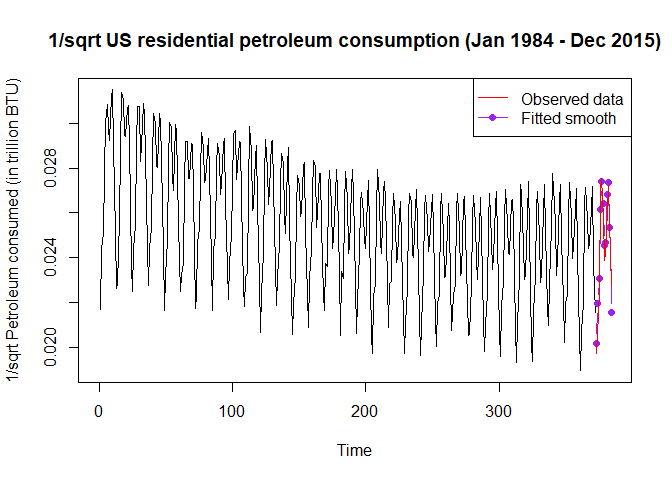 1/sqrt US residential petroleum consumption (Jan 1984 - Dec 2015)
1/sqrt Petroleum consumed (in trillion BTU)
0.028
0.024
0.020
Observed data
Fitted smooth
0 100 200 300
Time